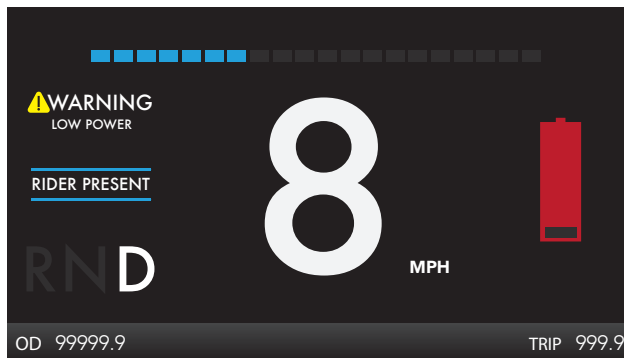 WARNING
LOW POWER
RIDER PRESENT
8 MPH
RND
OD 99999.9 TRIP 999.9